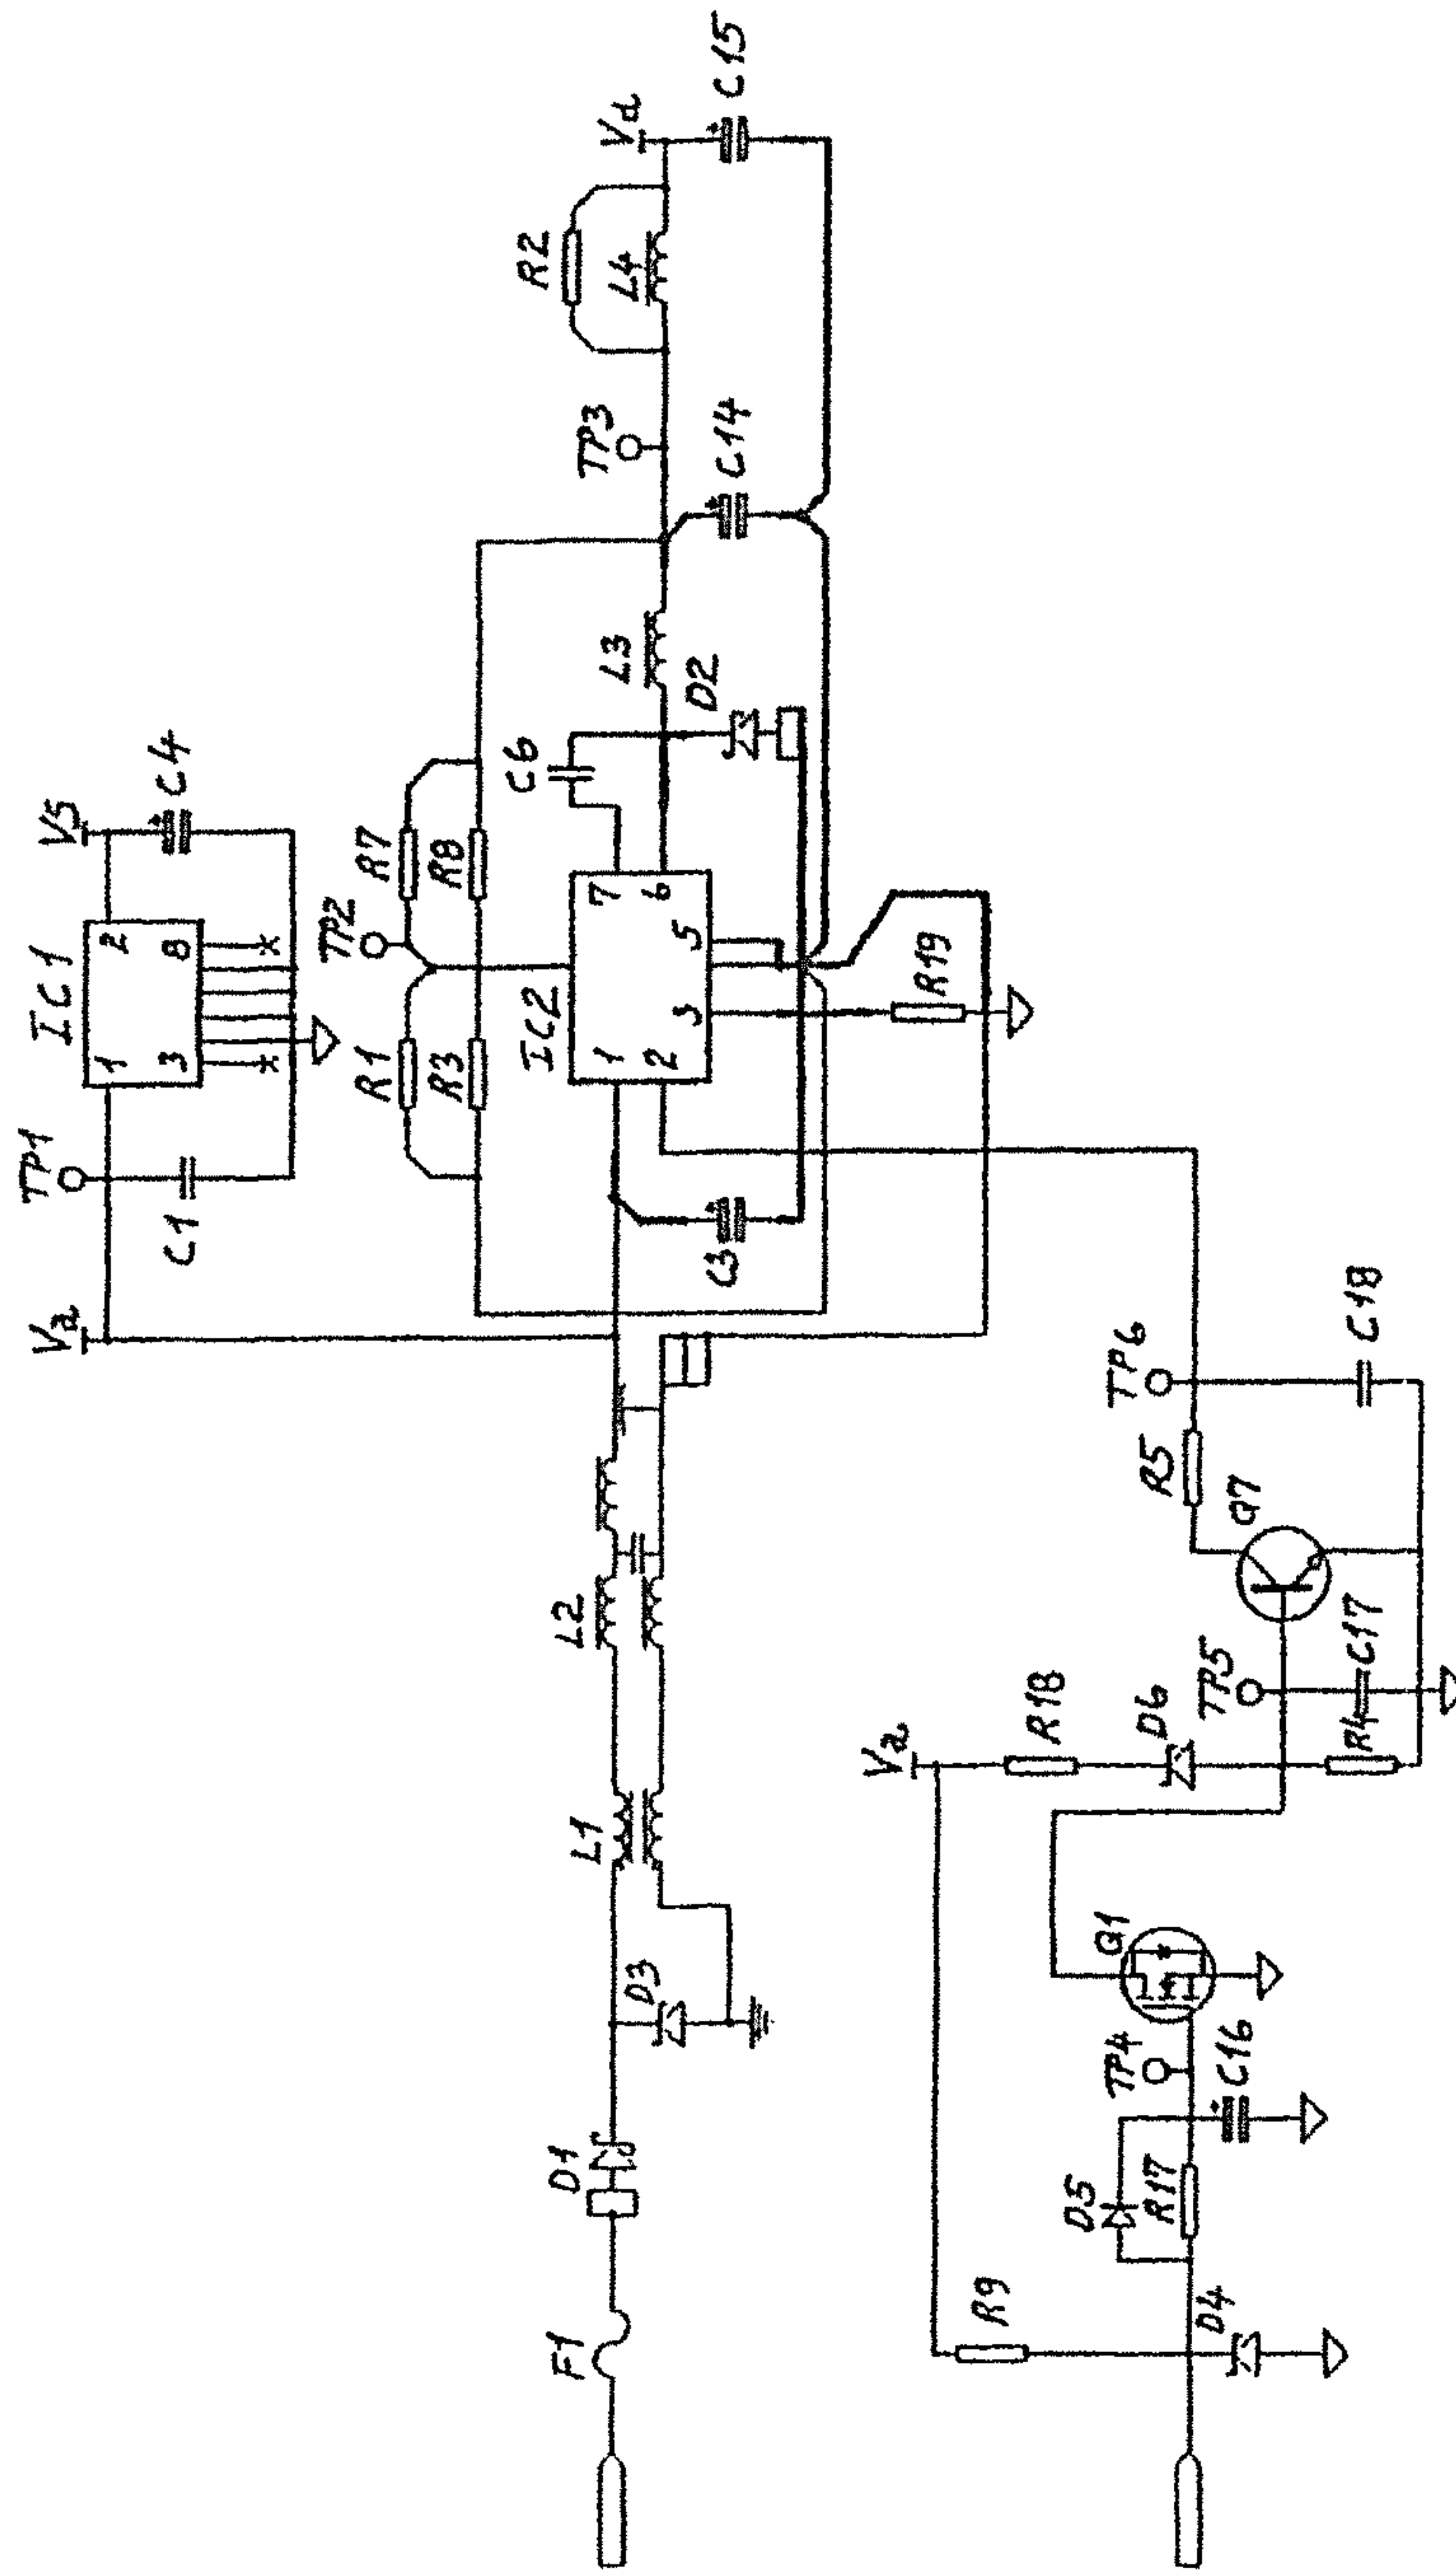 F1
D1
D3
L1
L2
Va
TP1
C1
IC1
1
2
3
8
V5
C4
TP2
R1
R7
R3
R8
IC2
1
7
2
6
3
5
C6
C3
R19
L3
D2
TP3
C14
R2
L4
Vd
C15
R9
D4
D5
R17
TP4
C16
Q1
Va
R18
D6
TP5
R4
C17
Q7
R5
TP6
C18